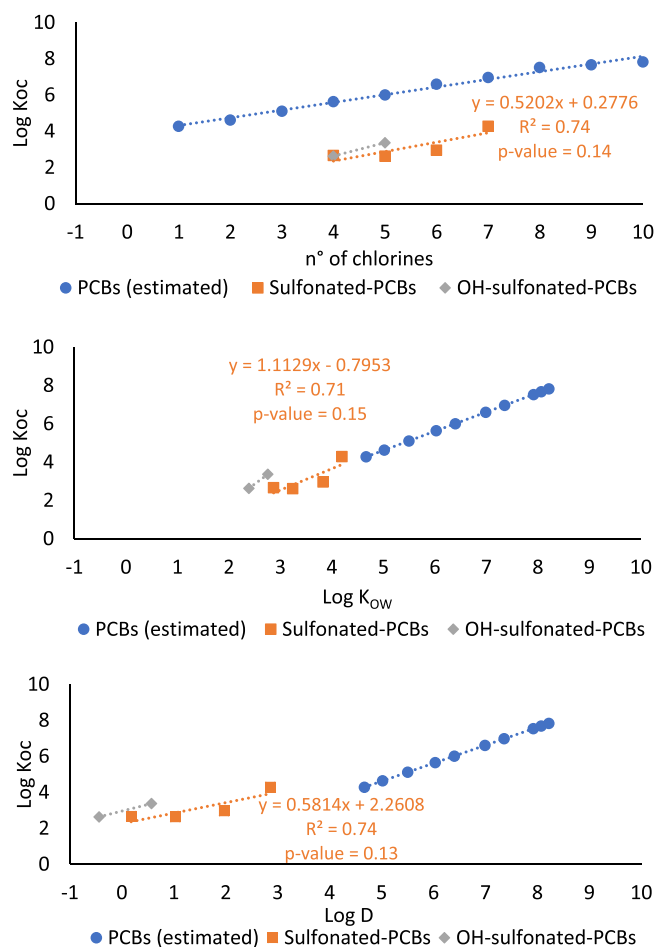 Log Koc
10
8
6
4
2
0
y = 0.5202x + 0.2776
R² = 0.74
p-value = 0.14
-1 0 1 2 3 4 5 6 7 8 9 10
n° of chlorines
PCBs (estimated) Sulfonated-PCBs OH-sulfonated-PCBs
Log Koc
10
8
6
4
2
0
y = 1.1129x - 0.7953
R² = 0.71
p-value = 0.15
-1 0 1 2 3 4 5 6 7 8 9 10
Log KOW
PCBs (estimated) Sulfonated-PCBs OH-sulfonated-PCBs
Log Koc
10
8
6
4
2
0
y = 0.5814x + 2.2608
R² = 0.74
p-value = 0.13
-1 0 1 2 3 4 5 6 7 8 9 10
Log D
PCBs (estimated) Sulfonated-PCBs OH-sulfonated-PCBs